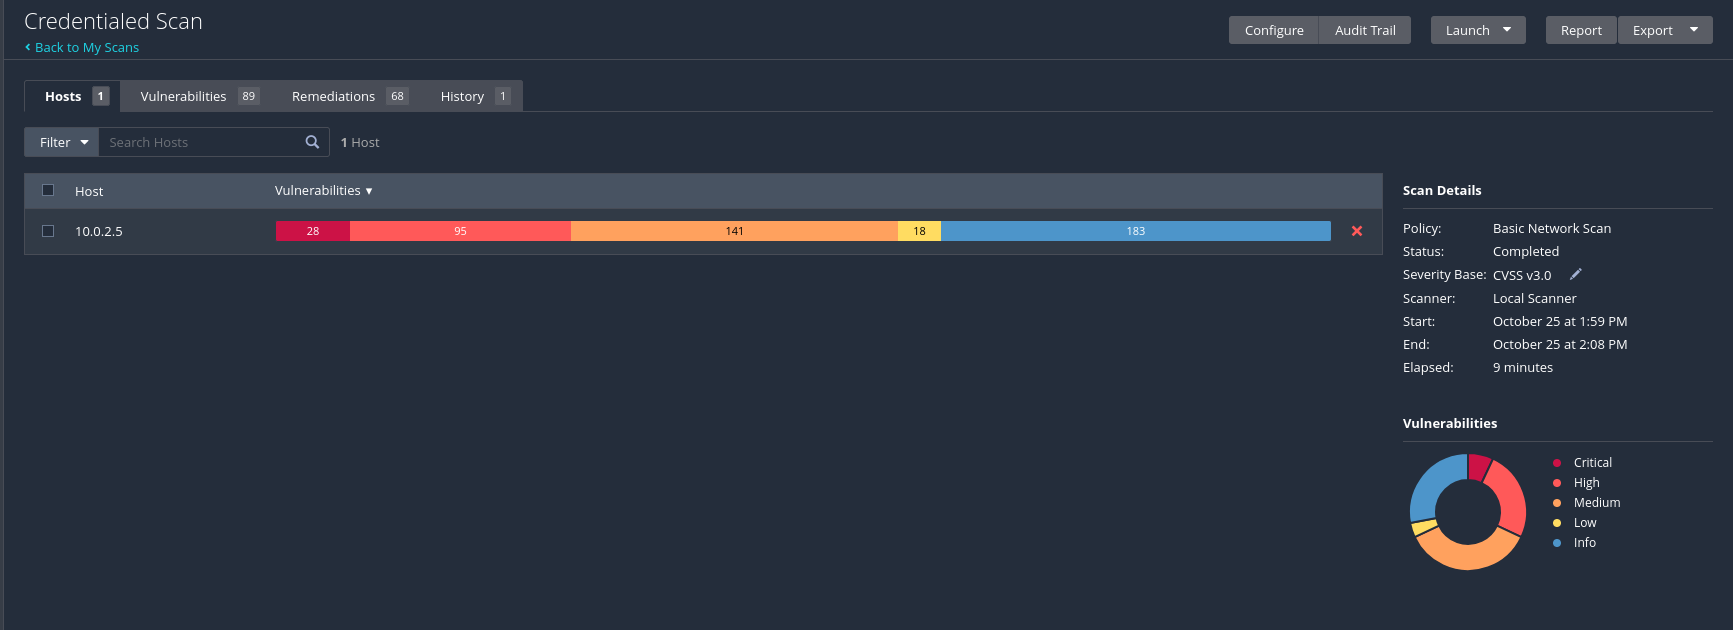 Credentialed Scan
Back to My Scans
Configure Audit Trail Launch Report Export
Hosts 1 Vulnerabilities 89 Remediations 68 History 1
Filter Search Hosts 1 Host
Host Vulnerabilities
10.0.2.5 28 95 141 18 183
Scan Details
Policy: Basic Network Scan
Status: Completed
Severity Base: CVSS v3.0
Scanner: Local Scanner
Start: October 25 at 1:59 PM
End: October 25 at 2:08 PM
Elapsed: 9 minutes
Vulnerabilities
Critical
High
Medium
Low
Info